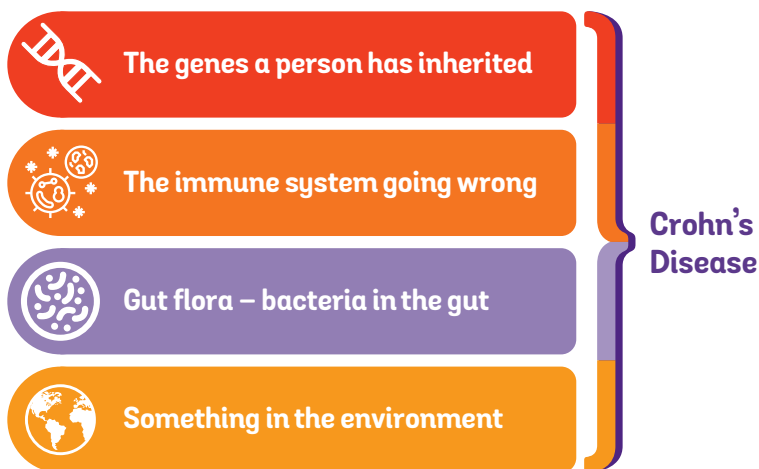 The genes a person has inherited
The immune system going wrong
Gut flora – bacteria in the gut
Something in the environment
Crohn's
Disease